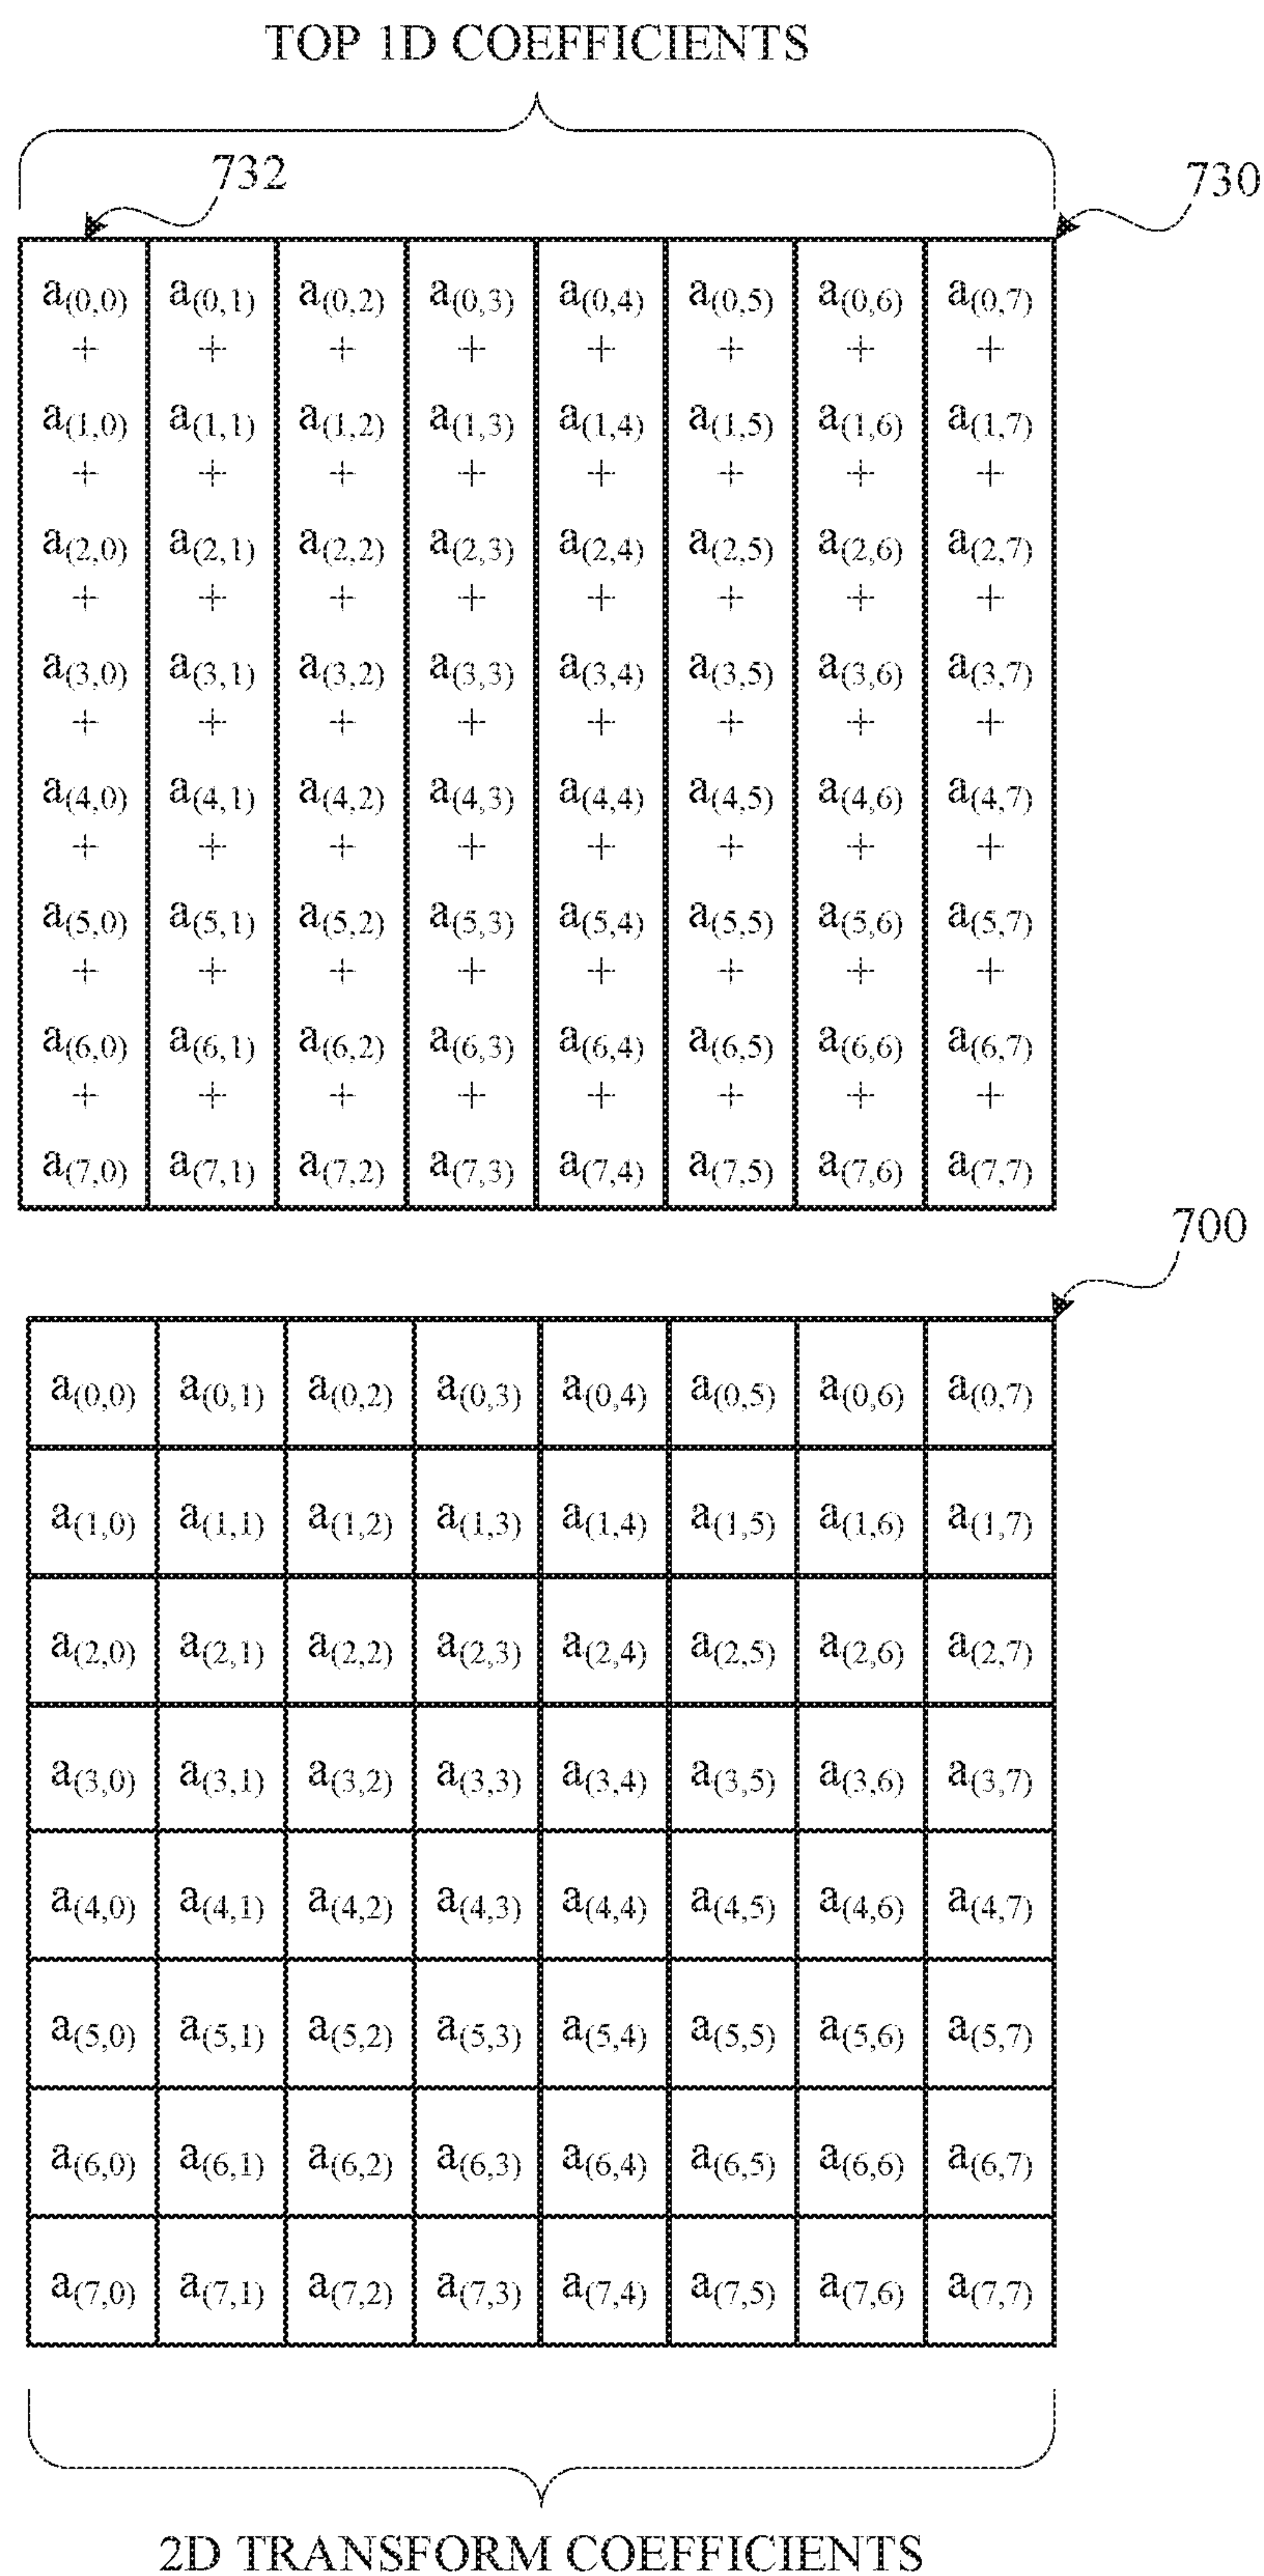 TOP 1D COEFFICIENTS
732
730
a(0,0) a(0,1) a(0,2) a(0,3) a(0,4) a(0,5) a(0,6) a(0,7)
+ + + + + + + +
a(1,0) a(1,1) a(1,2) a(1,3) a(1,4) a(1,5) a(1,6) a(1,7)
+ + + + + + + +
a(2,0) a(2,1) a(2,2) a(2,3) a(2,4) a(2,5) a(2,6) a(2,7)
+ + + + + + + +
a(3,0) a(3,1) a(3,2) a(3,3) a(3,4) a(3,5) a(3,6) a(3,7)
+ + + + + + + +
a(4,0) a(4,1) a(4,2) a(4,3) a(4,4) a(4,5) a(4,6) a(4,7)
+ + + + + + + +
a(5,0) a(5,1) a(5,2) a(5,3) a(5,4) a(5,5) a(5,6) a(5,7)
+ + + + + + + +
a(6,0) a(6,1) a(6,2) a(6,3) a(6,4) a(6,5) a(6,6) a(6,7)
+ + + + + + + +
a(7,0) a(7,1) a(7,2) a(7,3) a(7,4) a(7,5) a(7,6) a(7,7)
700
a(0,0) a(0,1) a(0,2) a(0,3) a(0,4) a(0,5) a(0,6) a(0,7)
a(1,0) a(1,1) a(1,2) a(1,3) a(1,4) a(1,5) a(1,6) a(1,7)
a(2,0) a(2,1) a(2,2) a(2,3) a(2,4) a(2,5) a(2,6) a(2,7)
a(3,0) a(3,1) a(3,2) a(3,3) a(3,4) a(3,5) a(3,6) a(3,7)
a(4,0) a(4,1) a(4,2) a(4,3) a(4,4) a(4,5) a(4,6) a(4,7)
a(5,0) a(5,1) a(5,2) a(5,3) a(5,4) a(5,5) a(5,6) a(5,7)
a(6,0) a(6,1) a(6,2) a(6,3) a(6,4) a(6,5) a(6,6) a(6,7)
a(7,0) a(7,1) a(7,2) a(7,3) a(7,4) a(7,5) a(7,6) a(7,7)
2D TRANSFORM COEFFICIENTS